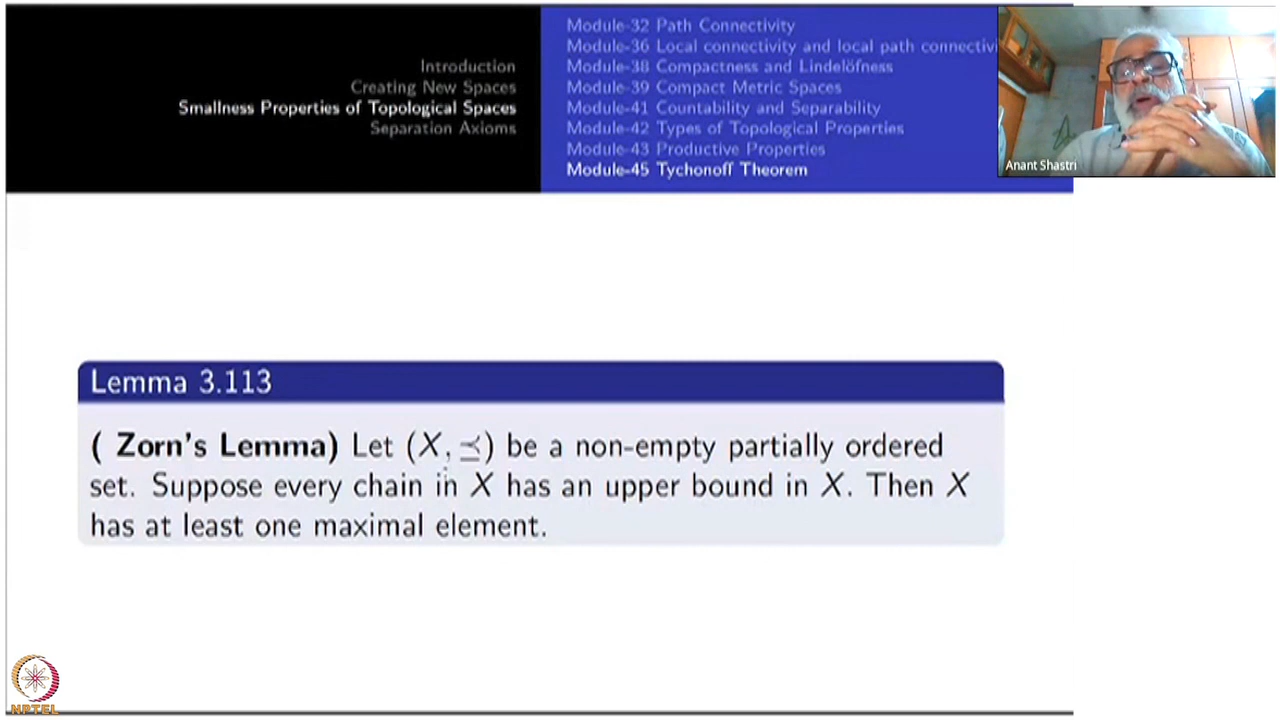 Introduction
Creating New Spaces
Smallness Properties of Topological Spaces
Separation Axioms
Module-32 Path Connectivity
Module-36 Local connectivity and local path connectivi
Module-38 Compactness and Lindelöfness
Module-39 Compact Metric Spaces
Module-41 Countability and Separability
Module-42 Types of Topological Properties
Module-43 Productive Properties
Module-45 Tychonoff Theorem
Anant Shastri
Lemma 3.113
( Zorn's Lemma) Let (X, ⪯) be a non-empty partially ordered
set. Suppose every chain in X has an upper bound in X. Then X
has at least one maximal element.
NPTEL